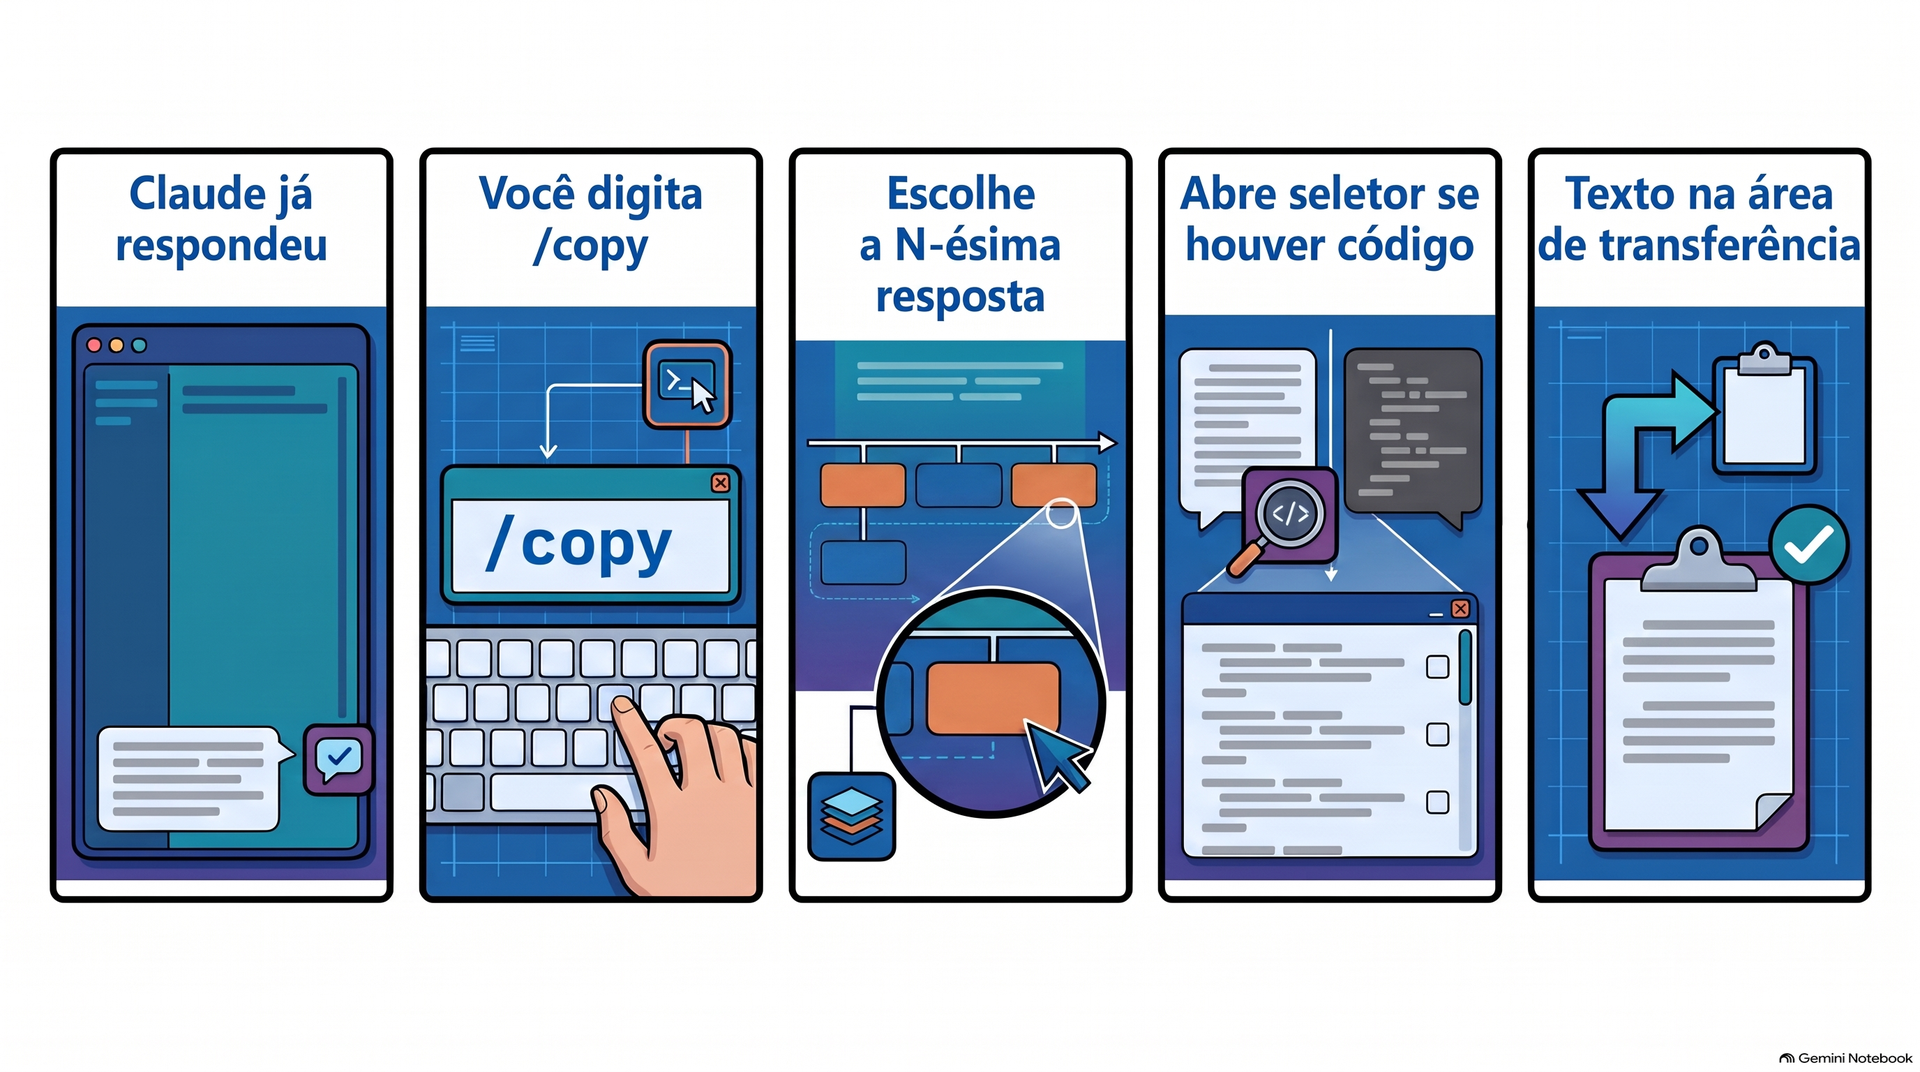 Claude já
respondeu
Você digita
/copy
Escolhe
a N-ésima
resposta
Abre seletor se
houver código
Texto na área
de transferência
>_
/copy
</>
Gemini Notebook